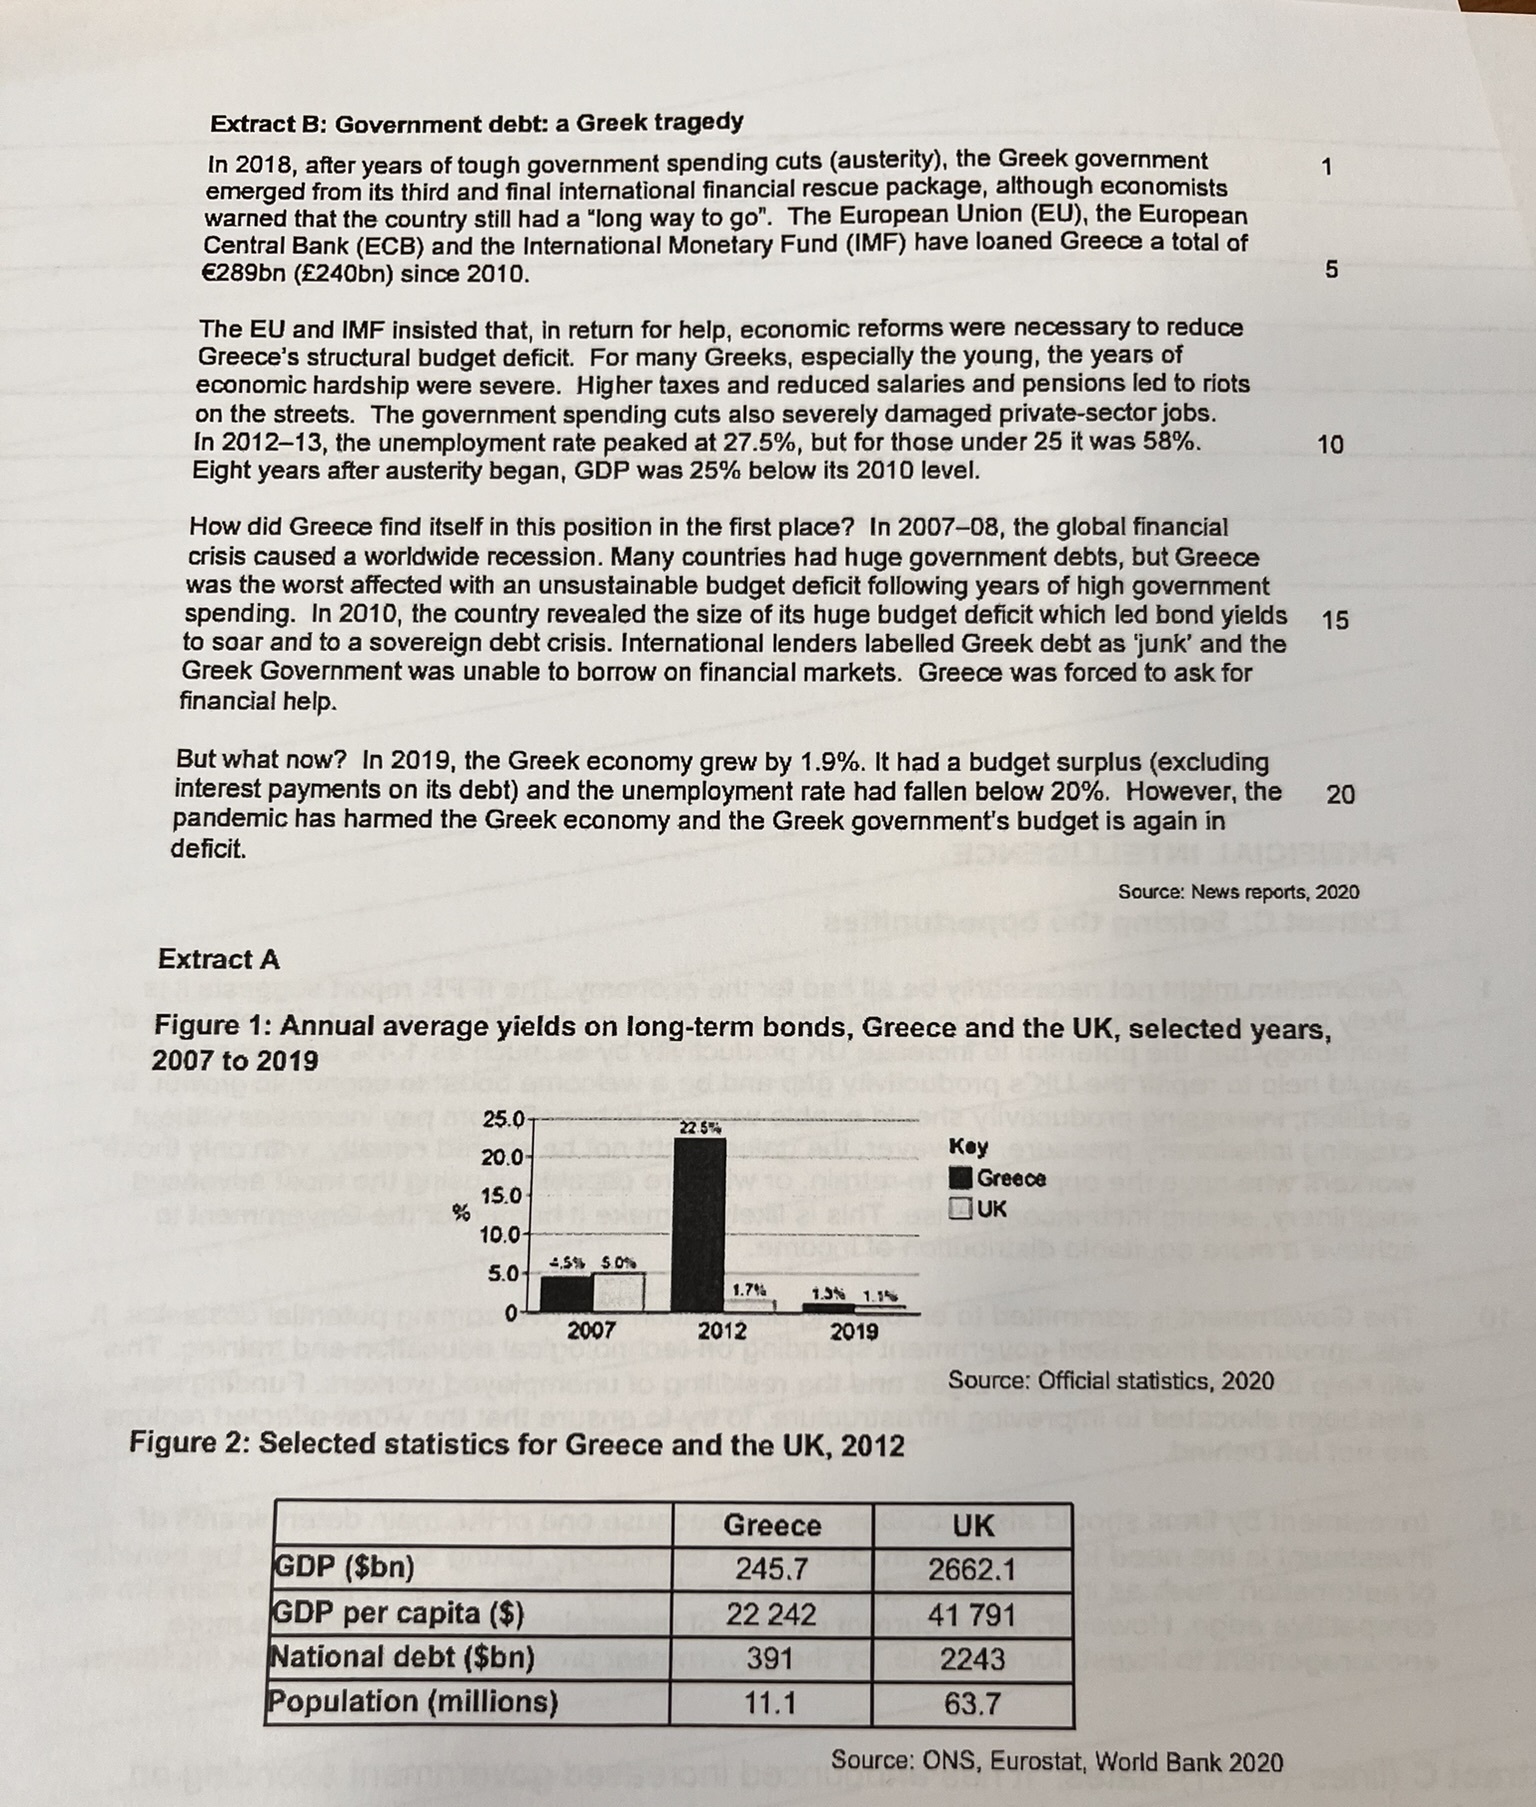 Extract B: Government debt: a Greek tragedy
In 2018, after years of tough government spending cuts (austerity), the Greek government 1
emerged from its third and final international financial rescue package, although economists
warned that the country still had a "long way to go". The European Union (EU), the European
Central Bank (ECB) and the International Monetary Fund (IMF) have loaned Greece a total of
€289bn (£240bn) since 2010. 5
The EU and IMF insisted that, in return for help, economic reforms were necessary to reduce
Greece's structural budget deficit. For many Greeks, especially the young, the years of
economic hardship were severe. Higher taxes and reduced salaries and pensions led to riots
on the streets. The government spending cuts also severely damaged private-sector jobs.
In 2012–13, the unemployment rate peaked at 27.5%, but for those under 25 it was 58%. 10
Eight years after austerity began, GDP was 25% below its 2010 level.
How did Greece find itself in this position in the first place? In 2007–08, the global financial
crisis caused a worldwide recession. Many countries had huge government debts, but Greece
was the worst affected with an unsustainable budget deficit following years of high government
spending. In 2010, the country revealed the size of its huge budget deficit which led bond yields 15
to soar and to a sovereign debt crisis. International lenders labelled Greek debt as 'junk' and the
Greek Government was unable to borrow on financial markets. Greece was forced to ask for
financial help.
But what now? In 2019, the Greek economy grew by 1.9%. It had a budget surplus (excluding
interest payments on its debt) and the unemployment rate had fallen below 20%. However, the 20
pandemic has harmed the Greek economy and the Greek government's budget is again in
deficit.
Source: News reports, 2020
Extract A
Figure 1: Annual average yields on long-term bonds, Greece and the UK, selected years,
2007 to 2019
25.0
20.0
15.0
%
10.0
5.0
0
4.5% 5.0%
22.5%
1.7%
1.3% 1.1%
2007 2012 2019
Key
Greece
UK
Source: Official statistics, 2020
Figure 2: Selected statistics for Greece and the UK, 2012
Greece UK
GDP ($bn) 245.7 2662.1
GDP per capita ($) 22 242 41 791
National debt ($bn) 391 2243
Population (millions) 11.1 63.7
Source: ONS, Eurostat, World Bank 2020